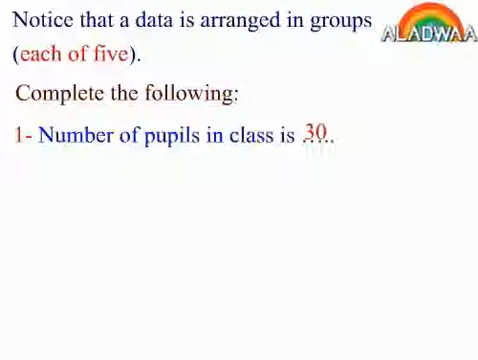 Notice that a data is arranged in groups
(each of five).
ALADWAA
Complete the following:
1- Number of pupils in class is .30..